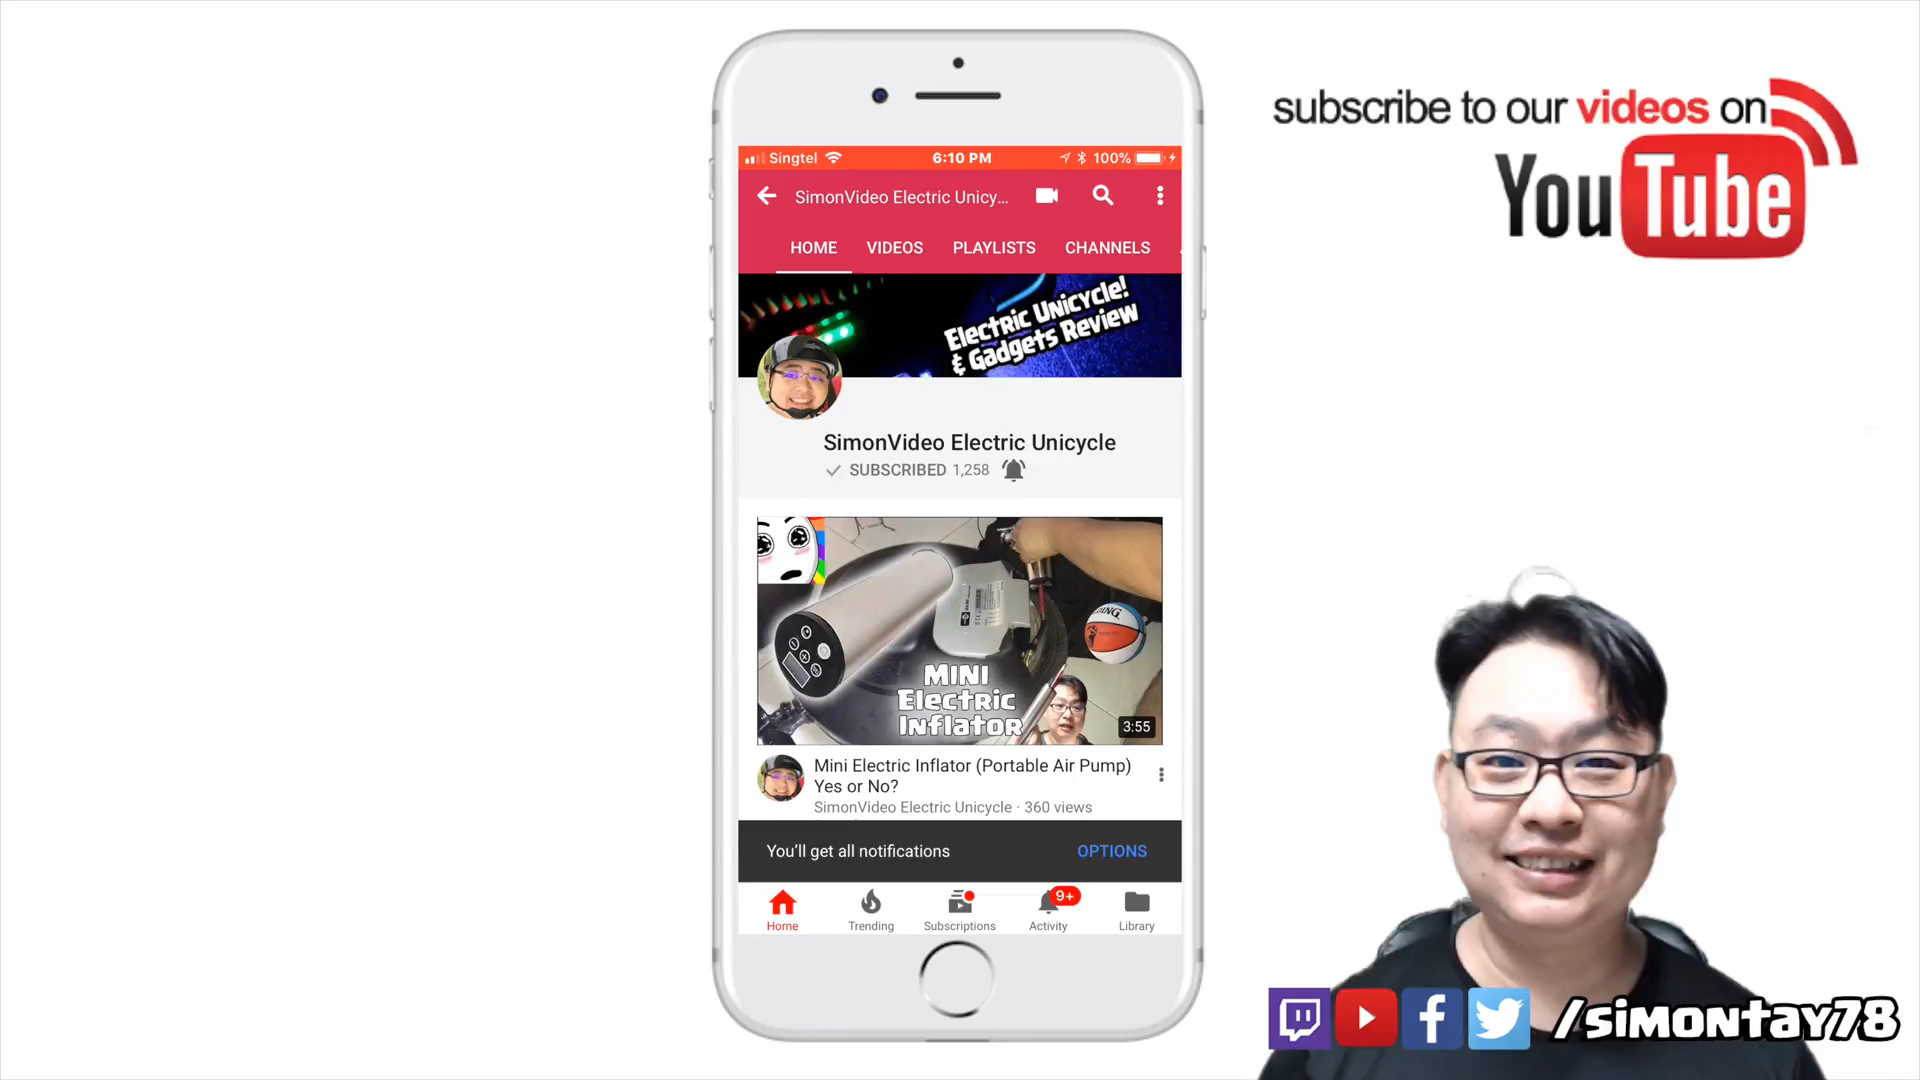 subscribe to our videos on
YouTube
Singtel
6:10 PM
100%
SimonVideo Electric Unicy...
HOME
VIDEOS
PLAYLISTS
CHANNELS
Electric Unicycle!
& Gadgets Review
SimonVideo Electric Unicycle
SUBSCRIBED 1,258
SPALDING
MINI
Electric
Inflator
3:55
Mini Electric Inflator (Portable Air Pump)
Yes or No?
SimonVideo Electric Unicycle · 360 views
You'll get all notifications
OPTIONS
9+
Home
Trending
Subscriptions
Activity
Library
/simontay78